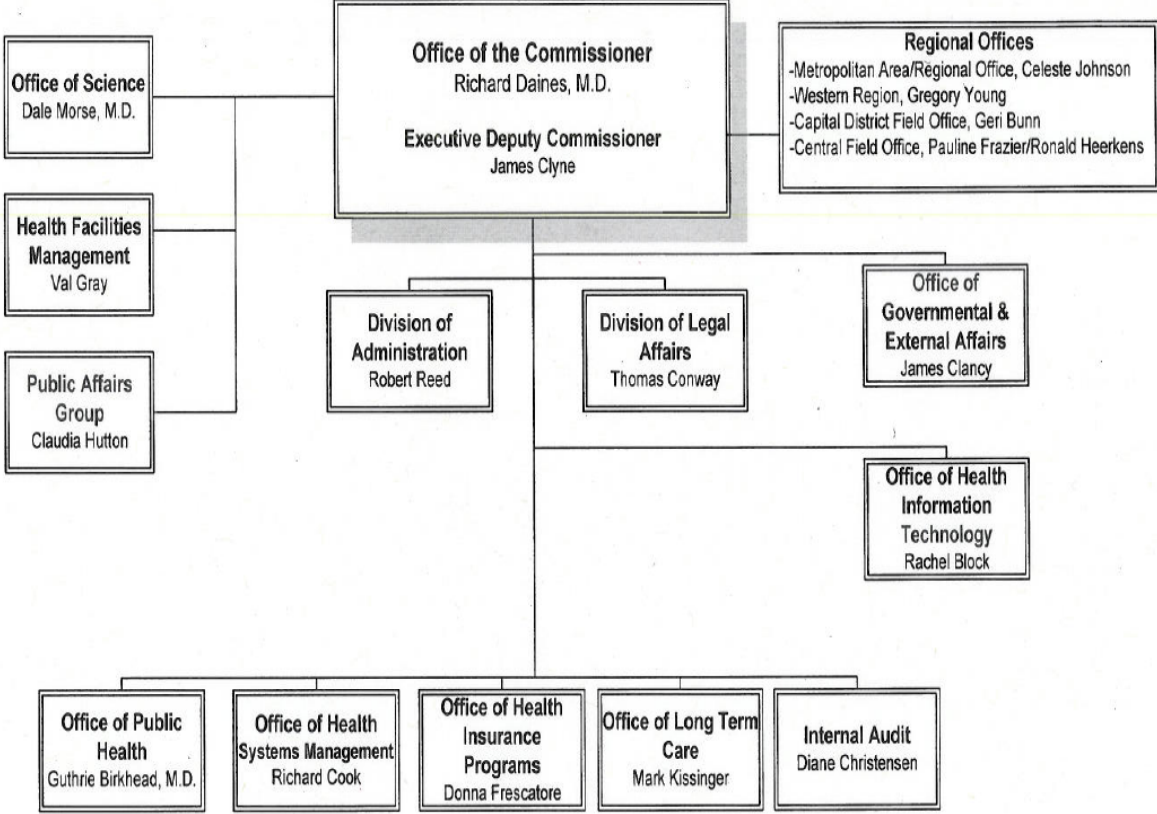 Office of the Commissioner
Richard Daines, M.D.
Executive Deputy Commissioner
James Clyne
Regional Offices
-Metropolitan Area/Regional Office, Celeste Johnson
-Western Region, Gregory Young
-Capital District Field Office, Geri Bunn
-Central Field Office, Pauline Frazier/Ronald Heerkens
Office of Science
Dale Morse, M.D.
Health Facilities
Management
Val Gray
Public Affairs
Group
Claudia Hutton
Division of
Administration
Robert Reed
Division of Legal
Affairs
Thomas Conway
Office of
Governmental &
External Affairs
James Clancy
Office of Health
Information
Technology
Rachel Block
Office of Public
Health
Guthrie Birkhead, M.D.
Office of Health
Systems Management
Richard Cook
Office of Health
Insurance
Programs
Donna Frescatore
Office of Long Term
Care
Mark Kissinger
Internal Audit
Diane Christensen